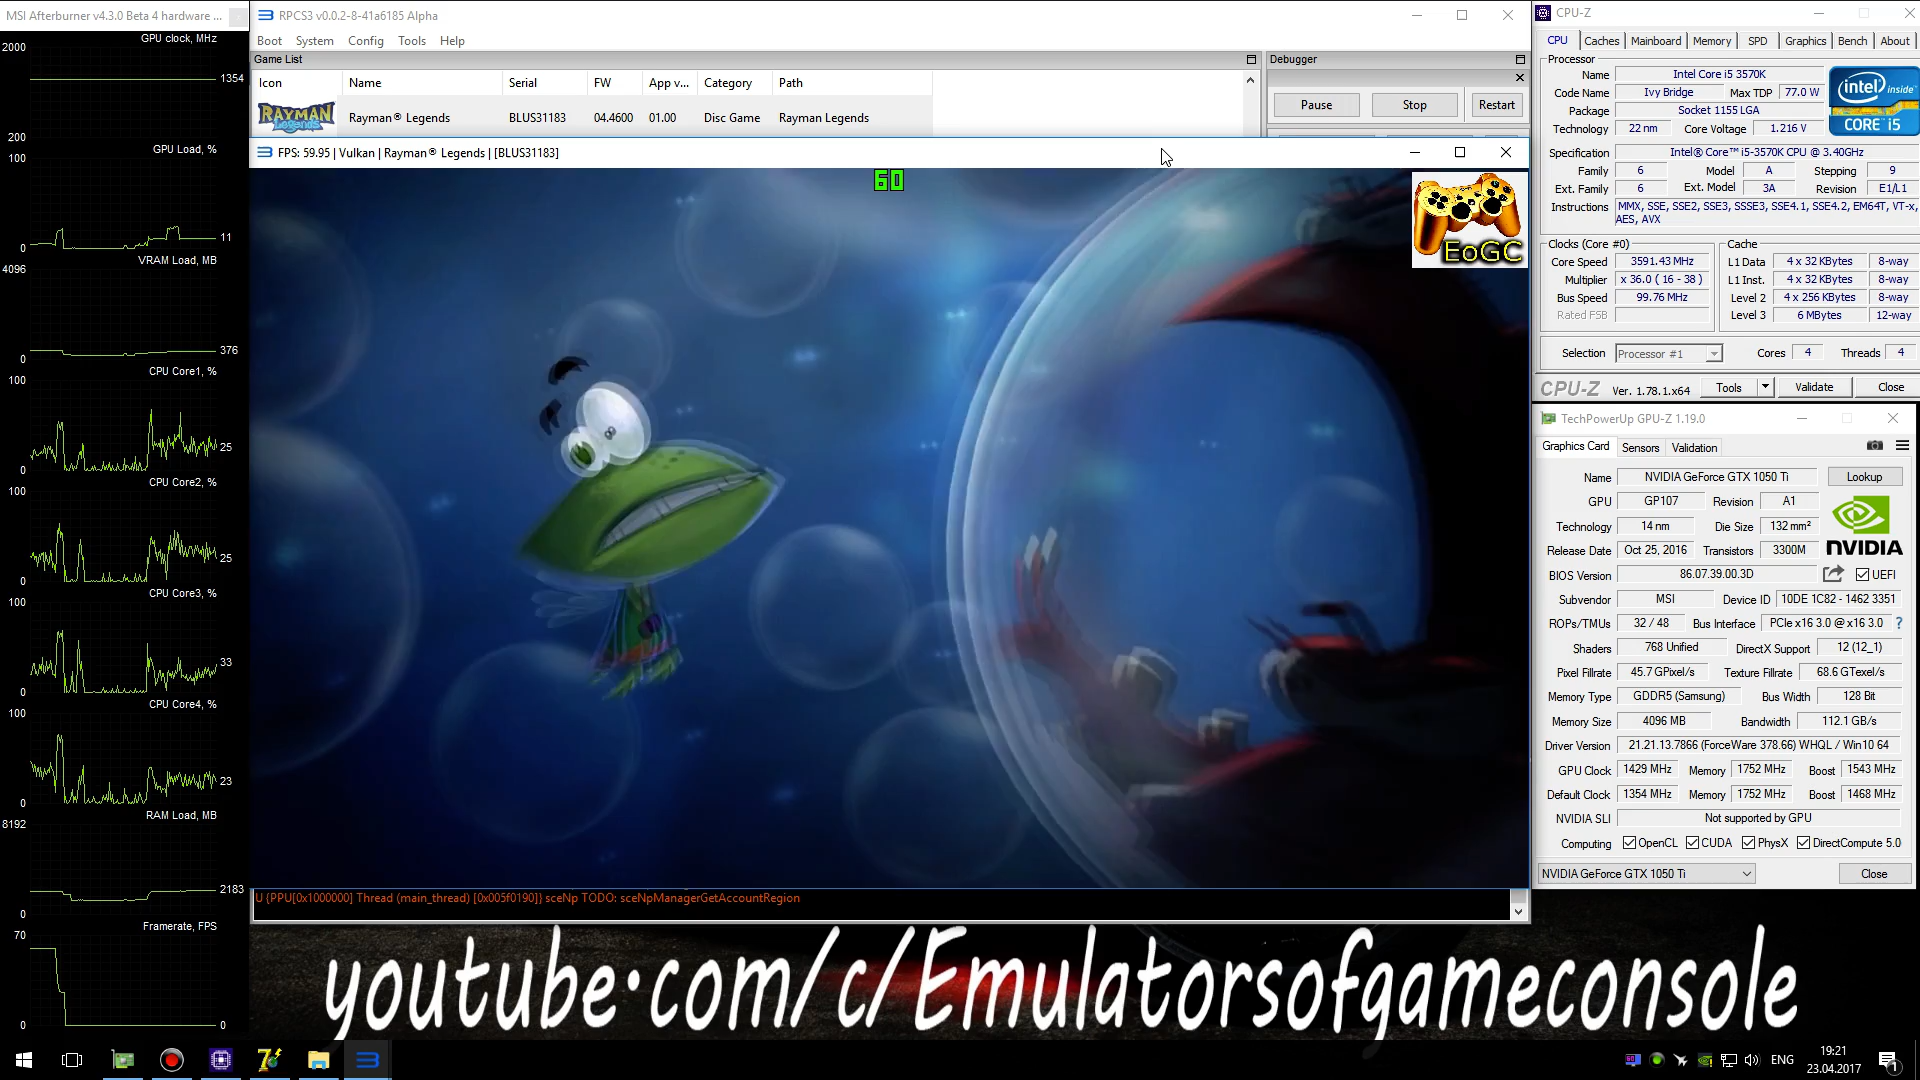 MSI Afterburner v4.3.0 Beta 4 hardware ...
GPU clock, MHz
2000
1354
200
GPU Load, %
100
11
0
VRAM Load, MB
4096
376
0
CPU Core1, %
100
25
0
CPU Core2, %
100
25
0
CPU Core3, %
100
33
0
CPU Core4, %
100
23
0
RAM Load, MB
8192
2183
0
Framerate, FPS
70
0
0
RPCS3 v0.0.2-8-41a6185 Alpha
Boot System Config Tools Help
Game List
Icon Name Serial FW App v... Category Path
RAYMAN Legends
Rayman® Legends BLUS31183 04.4600 01.00 Disc Game Rayman Legends
Debugger
Pause Stop Restart
FPS: 59.95 | Vulkan | Rayman® Legends | [BLUS31183]
60
EoGC
U {PPU[0x1000000] Thread (main_thread) [0x005f0190]} sceNp TODO: sceNpManagerGetAccountRegion
youtube.com/c/Emulatorsofgameconsole
CPU-Z
CPU Caches Mainboard Memory SPD Graphics Bench About
Processor
Name Intel Core i5 3570K
Code Name Ivy Bridge Max TDP 77.0 W
Package Socket 1155 LGA
Technology 22 nm Core Voltage 1.216 V
intel inside
CORE i5
Specification Intel® Core™ i5-3570K CPU @ 3.40GHz
Family 6 Model A Stepping 9
Ext. Family 6 Ext. Model 3A Revision E1/L1
Instructions MMX, SSE, SSE2, SSE3, SSSE3, SSE4.1, SSE4.2, EM64T, VT-x,
AES, AVX
Clocks (Core #0)
Core Speed 3591.43 MHz
Multiplier x 36.0 ( 16 - 38 )
Bus Speed 99.76 MHz
Rated FSB
Cache
L1 Data 4 x 32 KBytes 8-way
L1 Inst. 4 x 32 KBytes 8-way
Level 2 4 x 256 KBytes 8-way
Level 3 6 MBytes 12-way
Selection Processor #1 Cores 4 Threads 4
CPU-Z Ver. 1.78.1.x64 Tools Validate Close
TechPowerUp GPU-Z 1.19.0
Graphics Card Sensors Validation
Name NVIDIA GeForce GTX 1050 Ti Lookup
GPU GP107 Revision A1
Technology 14 nm Die Size 132 mm²
Release Date Oct 25, 2016 Transistors 3300M
NVIDIA
BIOS Version 86.07.39.00.3D UEFI
Subvendor MSI Device ID 10DE 1C82 - 1462 3351
ROPs/TMUs 32 / 48 Bus Interface PCIe x16 3.0 @ x16 3.0 ?
Shaders 768 Unified DirectX Support 12 (12_1)
Pixel Fillrate 45.7 GPixel/s Texture Fillrate 68.6 GTexel/s
Memory Type GDDR5 (Samsung) Bus Width 128 Bit
Memory Size 4096 MB Bandwidth 112.1 GB/s
Driver Version 21.21.13.7866 (ForceWare 378.66) WHQL / Win10 64
GPU Clock 1429 MHz Memory 1752 MHz Boost 1543 MHz
Default Clock 1354 MHz Memory 1752 MHz Boost 1468 MHz
NVIDIA SLI Not supported by GPU
Computing OpenCL CUDA PhysX DirectCompute 5.0
NVIDIA GeForce GTX 1050 Ti Close
ENG
19:21
23.04.2017
1